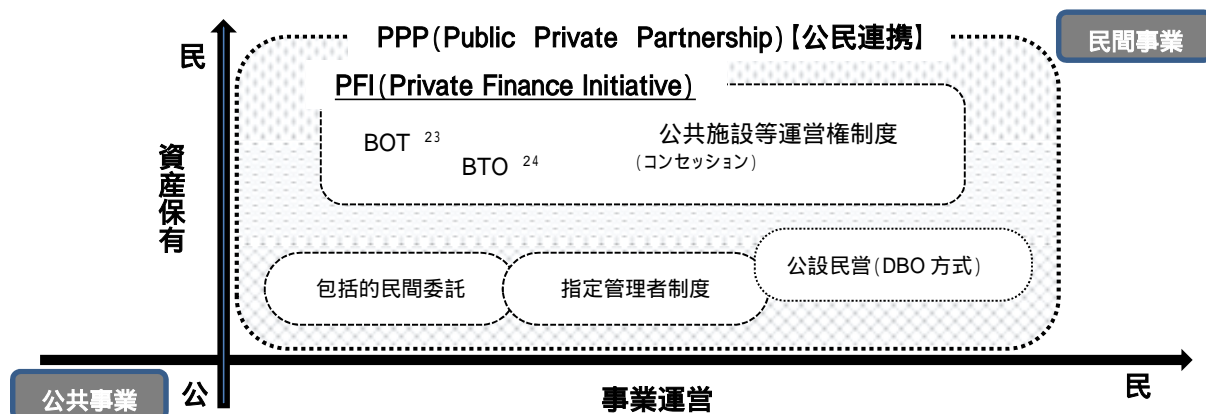 PPP(Public Private Partnership)【公民連携】
民間事業
民
PFI(Private Finance Initiative)
BOT 23
公共施設等運営権制度
BTO 24
(コンセッション)
資産保有
公設民営(DBO 方式)
包括的民間委託
指定管理者制度
公共事業
公
事業運営
民